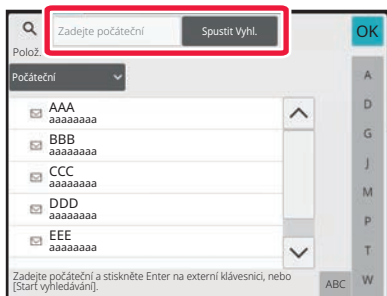 Zadejte počáteční
Spustit Vyhl.
OK
Polož.
Počáteční
AAA
aaaaaaaa
BBB
aaaaaaaa
CCC
aaaaaaaa
DDD
aaaaaaaa
EEE
aaaaaaaa
A
D
G
J
M
P
T
W
ABC
Zadejte počáteční a stiskněte Enter na externí klávesnici, nebo
[Start vyhledávání].